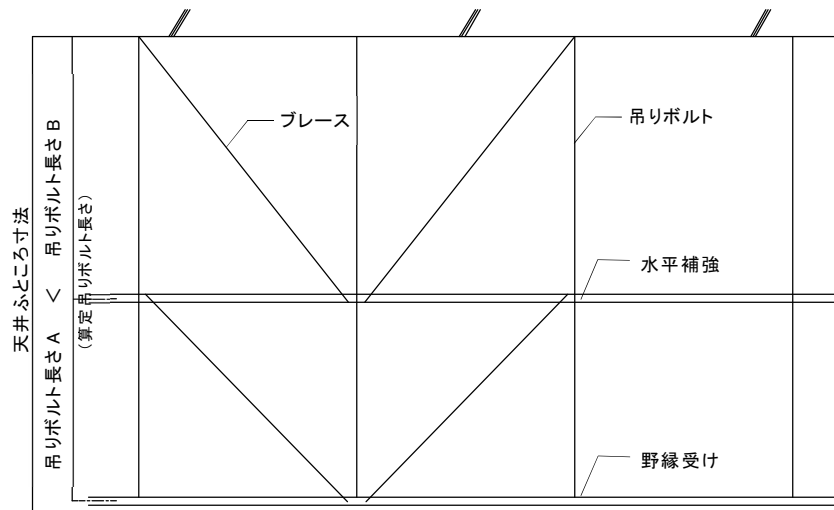 天井ふところ寸法
吊りボルト長さA < 吊りボルト長さB
(算定吊りボルト長さ)
ブレース
吊りボルト
水平補強
野縁受け